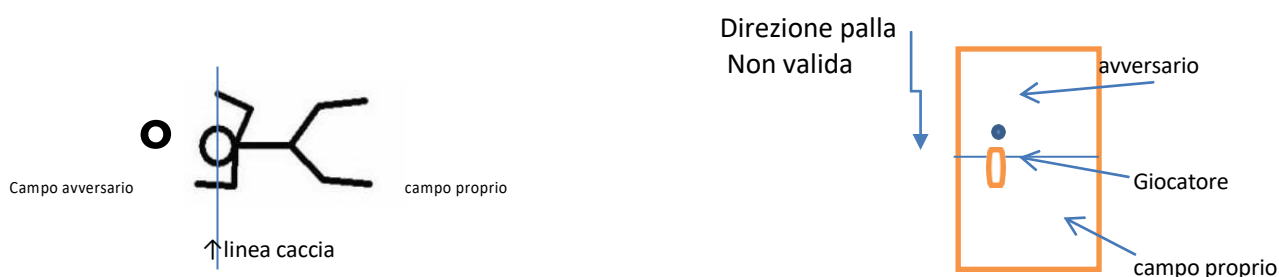 Campo avversario
campo proprio
↑linea caccia
Direzione palla
Non valida
avversario
Giocatore
campo proprio